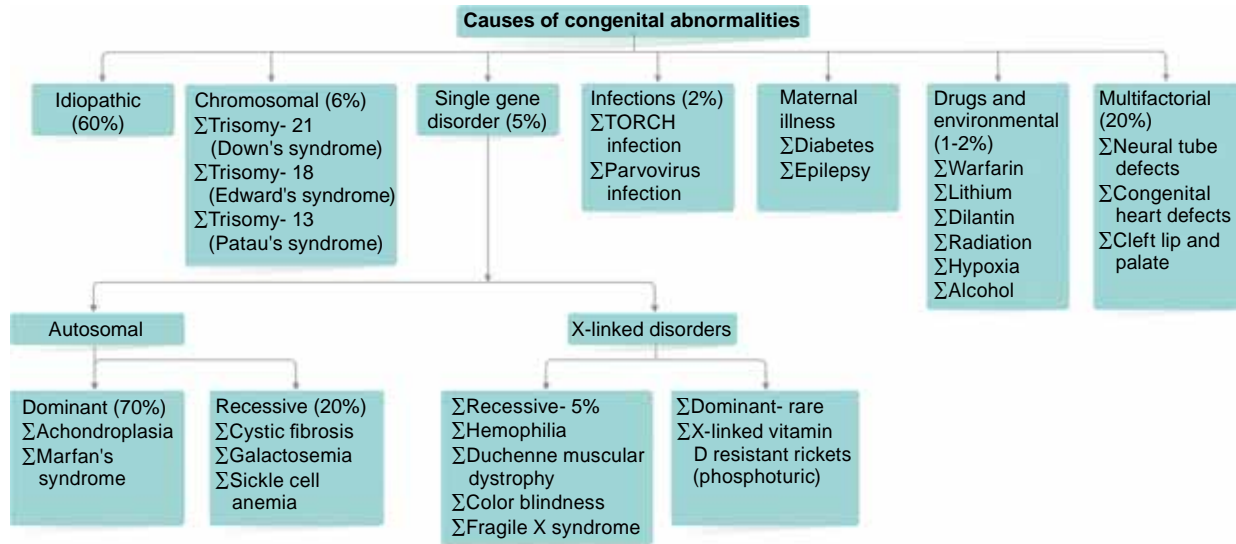 Causes of congenital abnormalities
Idiopathic
(60%)
Chromosomal (6%)
∑Trisomy- 21
(Down's syndrome)
∑Trisomy- 18
(Edward's syndrome)
∑Trisomy- 13
(Patau's syndrome)
Single gene
disorder (5%)
Infections (2%)
∑TORCH
infection
∑Parvovirus
infection
Maternal
illness
∑Diabetes
∑Epilepsy
Drugs and
environmental
(1-2%)
∑Warfarin
∑Lithium
∑Dilantin
∑Radiation
∑Hypoxia
∑Alcohol
Multifactorial
(20%)
∑Neural tube
defects
∑Congenital
heart defects
∑Cleft lip and
palate
Autosomal
X-linked disorders
Dominant (70%)
∑Achondroplasia
∑Marfan's
syndrome
Recessive (20%)
∑Cystic fibrosis
∑Galactosemia
∑Sickle cell
anemia
∑Recessive- 5%
∑Hemophilia
∑Duchenne muscular
dystrophy
∑Color blindness
∑Fragile X syndrome
∑Dominant- rare
∑X-linked vitamin
D resistant rickets
(phosphoturic)